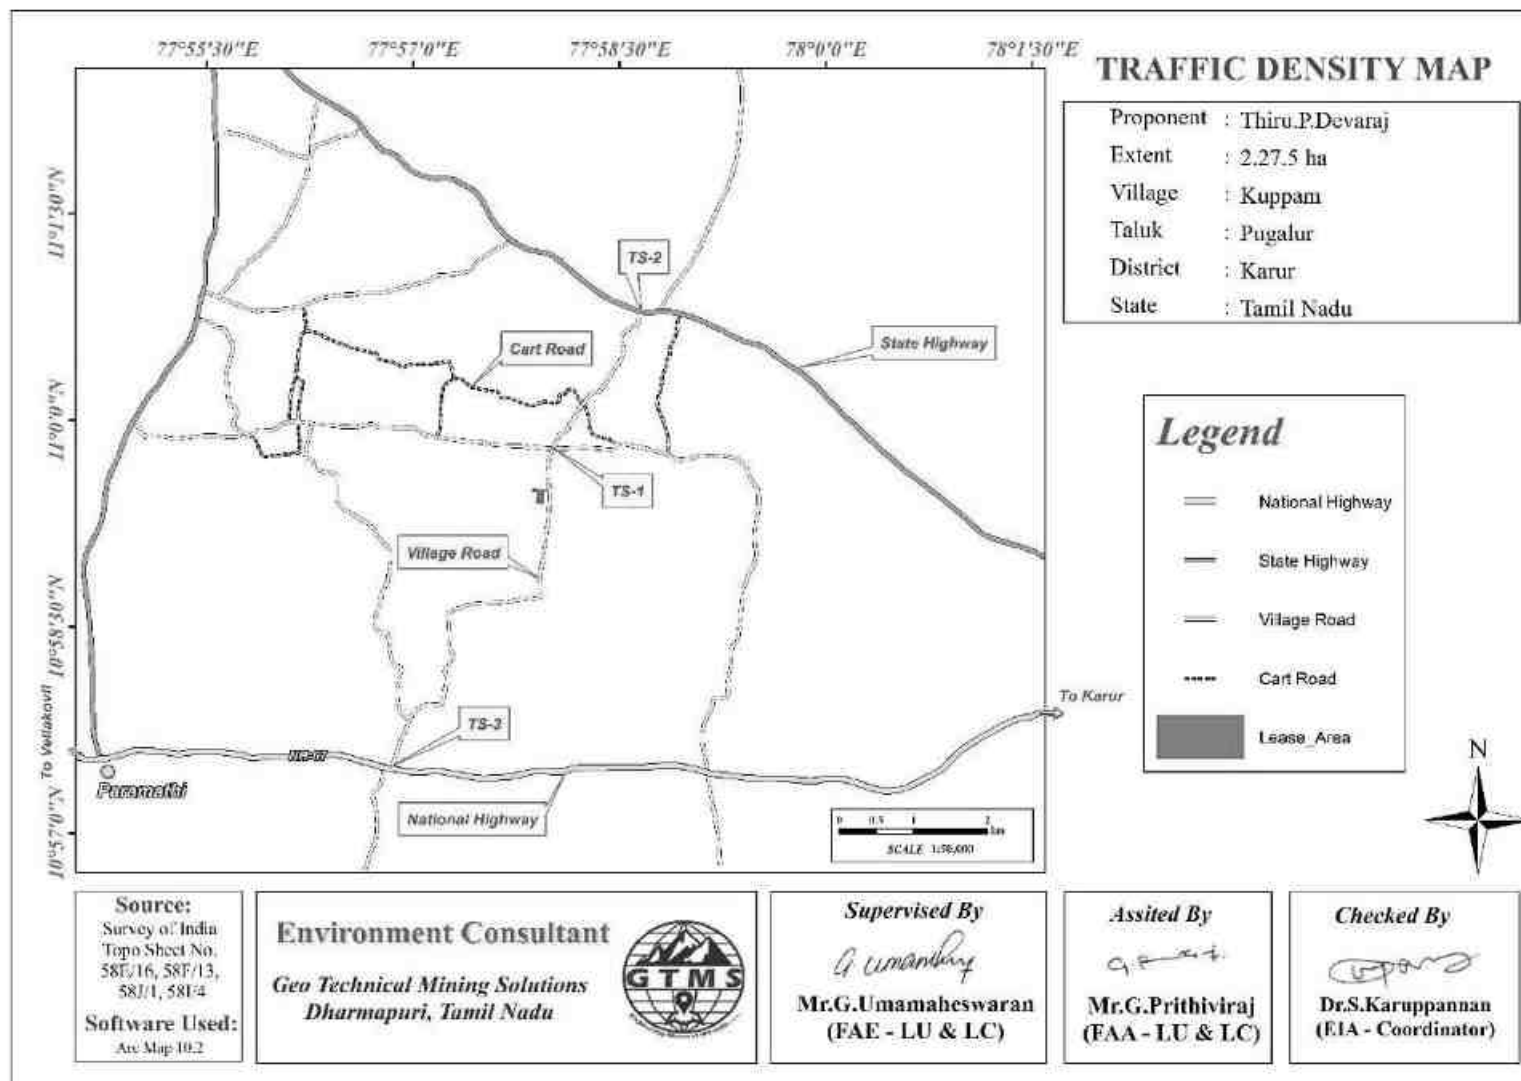 77°55'30"E 77°57'0"E 77°58'30"E 78°0'0"E 78°1'30"E
TRAFFIC DENSITY MAP
Proponent : Thiru.P.Devaraj
Extent : 2.27.5 ha
Village : Kuppam
Taluk : Pugalur
District : Karur
State : Tamil Nadu
11°1'30"N
11°0'0"N
10°58'30"N
10°57'0"N
TS-2
State Highway
Cart Road
TS-1
Village Road
TS-3
To Karur
To Vellakovil
Paramathi
National Highway
0 0.5 1 2
km
SCALE 1:50,000
Legend
National Highway
State Highway
Village Road
Cart Road
Lease_Area
N
Source:
Survey of India
Topo Sheet No.
58E/16, 58F/13,
Software Used:
Arc Map 10.2
Environment Consultant
Geo Technical Mining Solutions
Dharmapuri, Tamil Nadu
GTMS
Supervised By
Mr.G.Umamaheswaran
(FAE - LU & LC)
Assited By
Mr.G.Prithiviraj
(FAA - LU & LC)
Checked By
Dr.S.Karuppannan
(EIA - Coordinator)